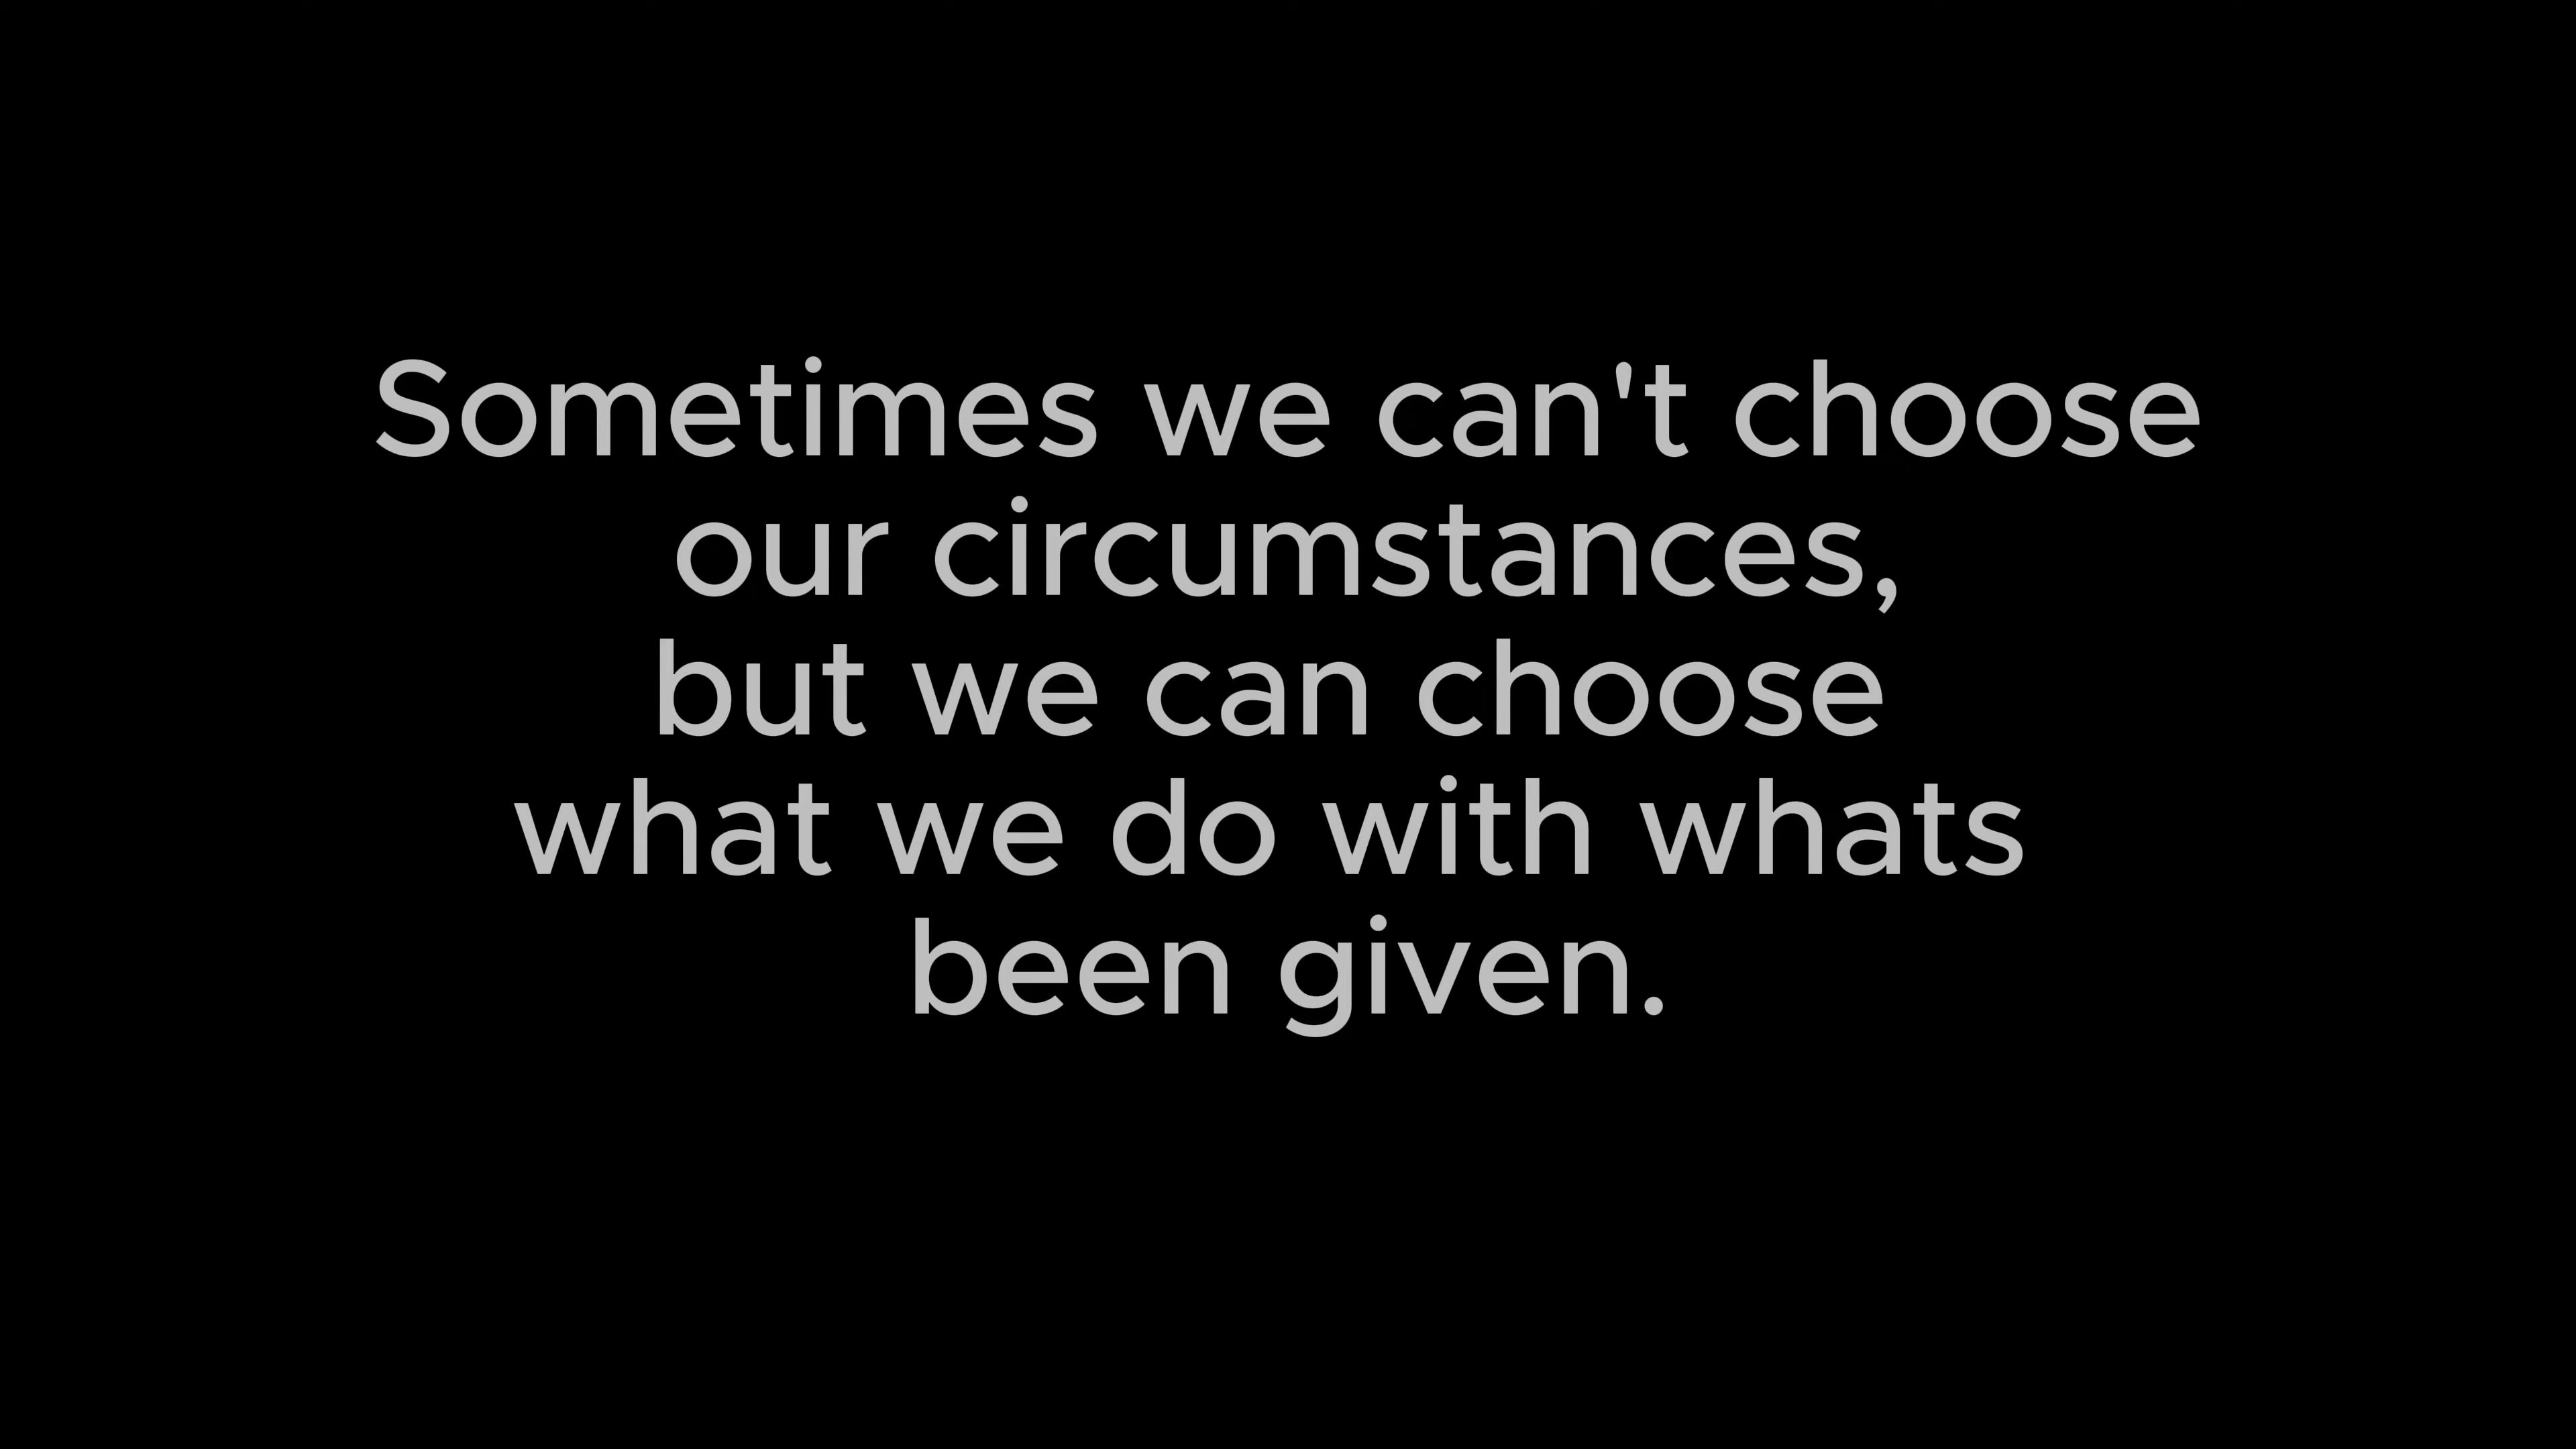 Sometimes we can't choose
our circumstances,
but we can choose
what we do with whats
been given.